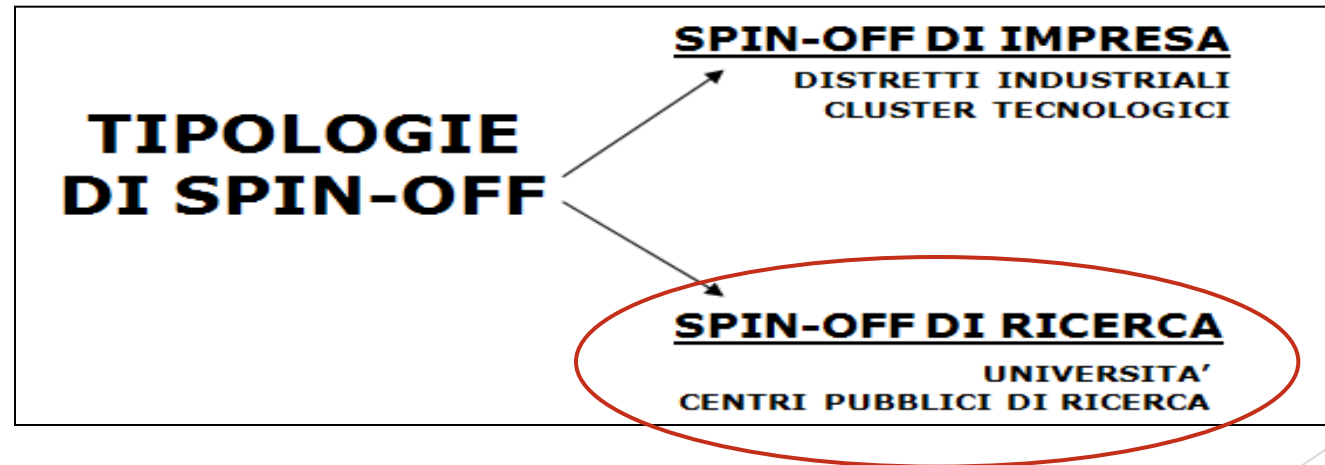 TIPOLOGIE
DI SPIN-OFF
SPIN-OFF DI IMPRESA
DISTRETTI INDUSTRIALI
CLUSTER TECNOLOGICI
SPIN-OFF DI RICERCA
UNIVERSITA’
CENTRI PUBBLICI DI RICERCA